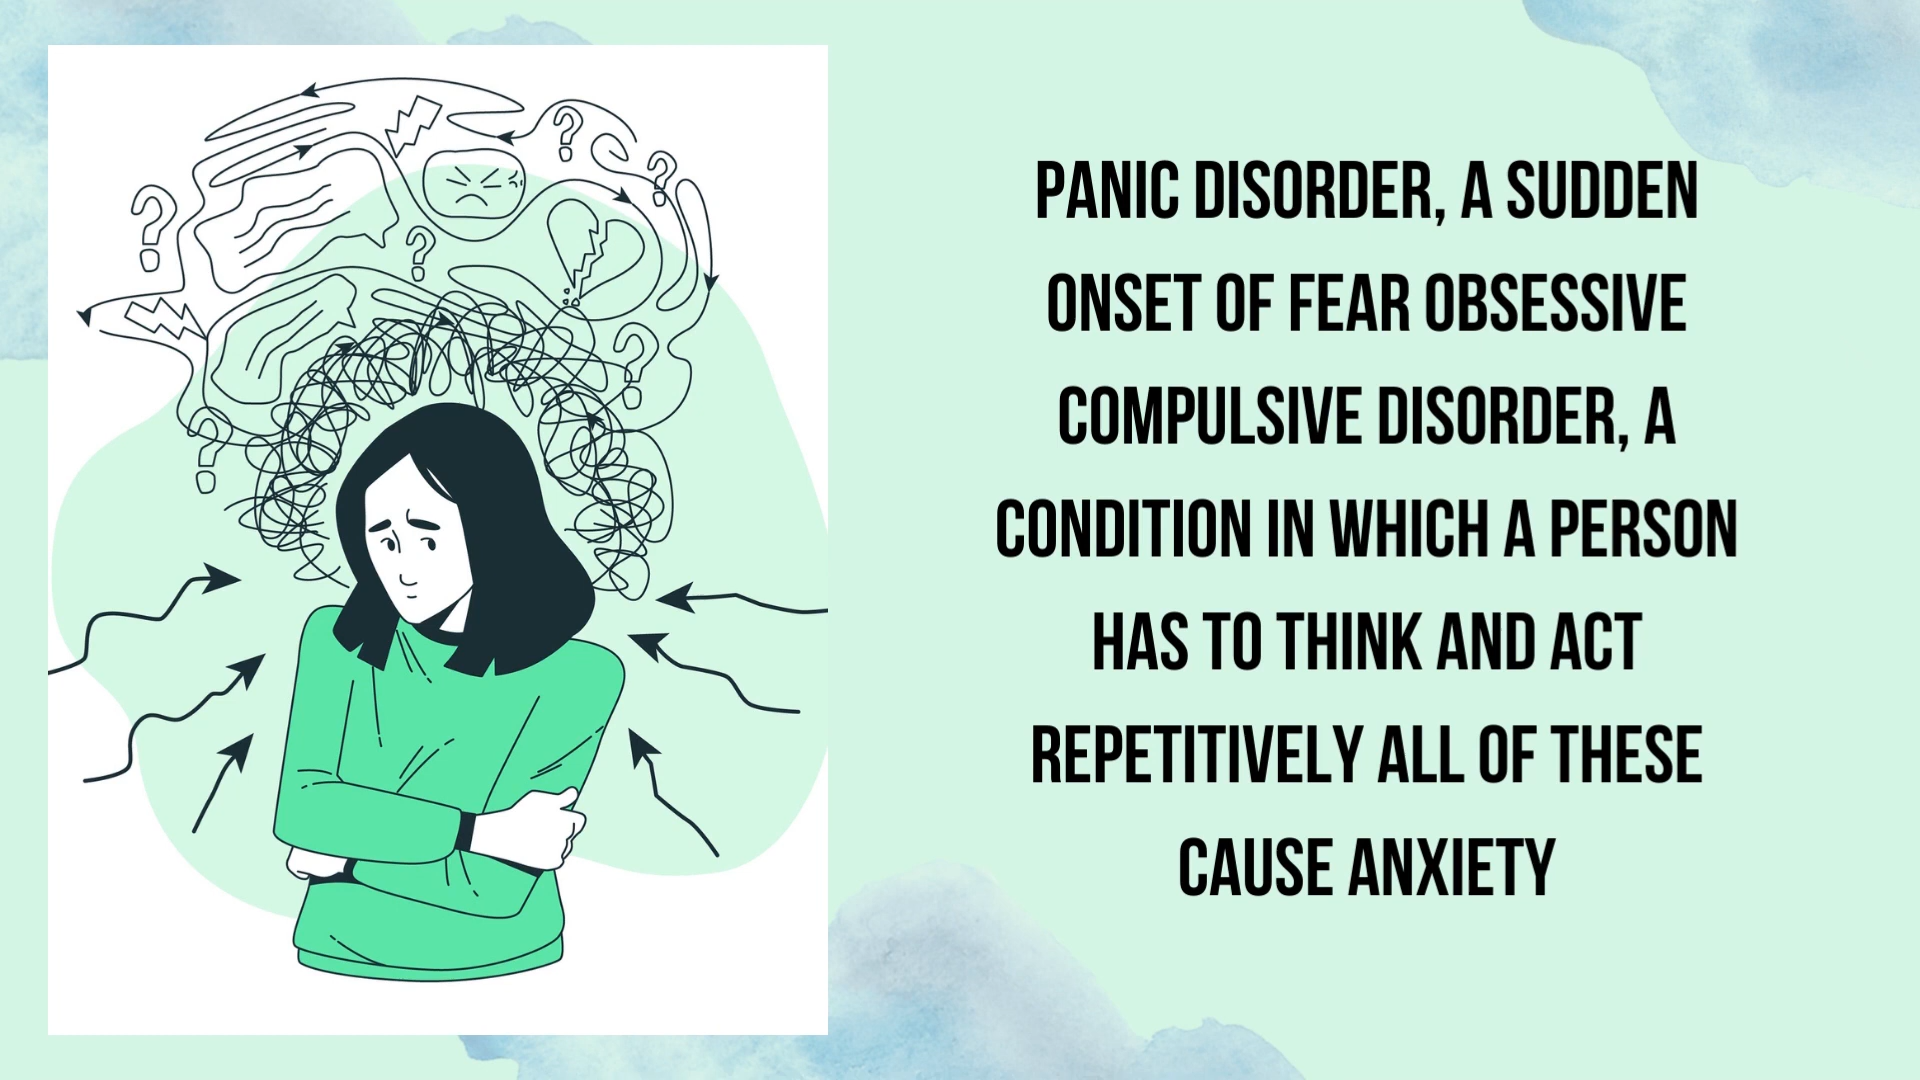 PANIC DISORDER, A SUDDEN
ONSET OF FEAR OBSESSIVE
COMPULSIVE DISORDER, A
CONDITION IN WHICH A PERSON
HAS TO THINK AND ACT
REPETITIVELY ALL OF THESE
CAUSE ANXIETY